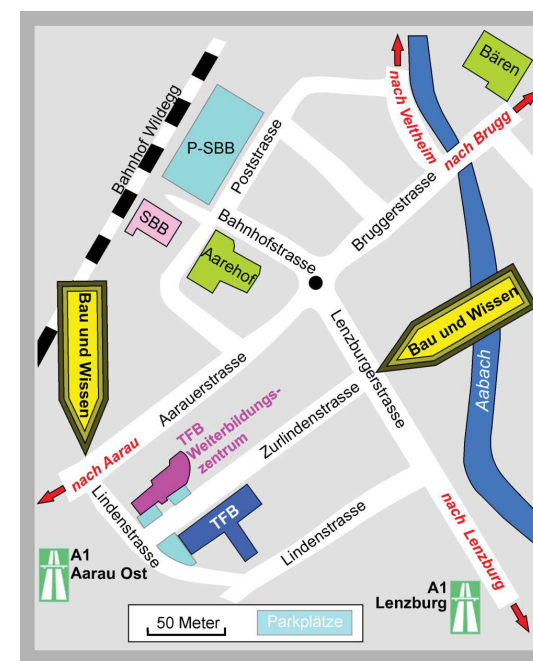 Bären
nach Veltheim
nach Brugg
Bahnhof Wildegg
P-SBB
Poststrasse
SBB
Bahnhofstrasse
Bruggerstrasse
Aarehof
Bau und Wissen
Bau und Wissen
Lenzburgerstrasse
Aabach
Aarauerstrasse
TFB
Weiterbildungs-
zentrum
Zurlindenstrasse
nach Aarau
Lindenstrasse
TFB
Lindenstrasse
nach Lenzburg
A1
Aarau Ost
A1
Lenzburg
50 Meter
Parkplätze